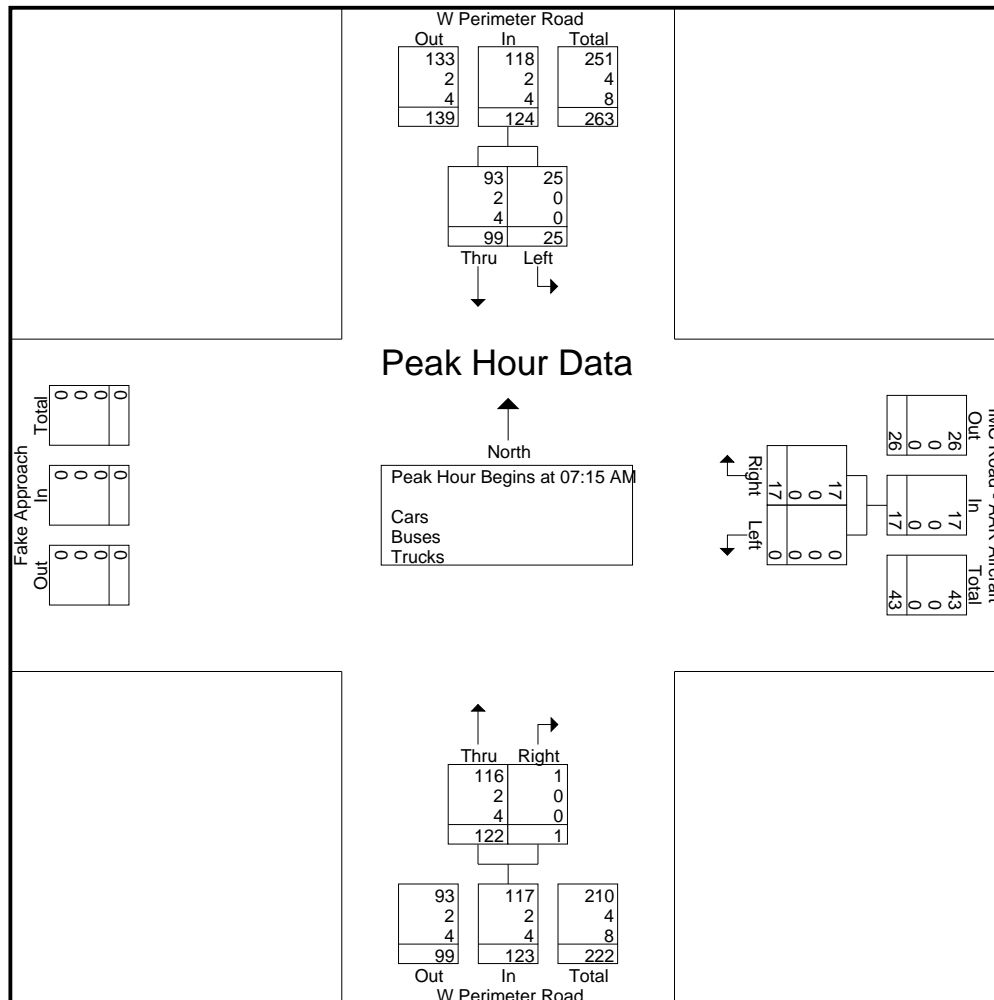 W Perimeter Road
Out In Total
133 118 251
2 2 4
4 4 8
139 124 263
93 25
2 0
4 0
99 25
Thru Left
Peak Hour Data
North
Peak Hour Begins at 07:15 AM
Cars
Buses
Trucks
Fake Approach
Out In Total
0 0 0
0 0 0
0 0 0
0 0 0
Road - AAR Aircraft
Out In Total
26 17 43
0 0 0
0 0 0
26 17 43
Right Left
17 0
0 0
0 0
17 0
Thru Right
116 1
2 0
4 0
122 1
93 117 210
2 2 4
4 4 8
99 123 222
Out In Total
W Perimeter Road